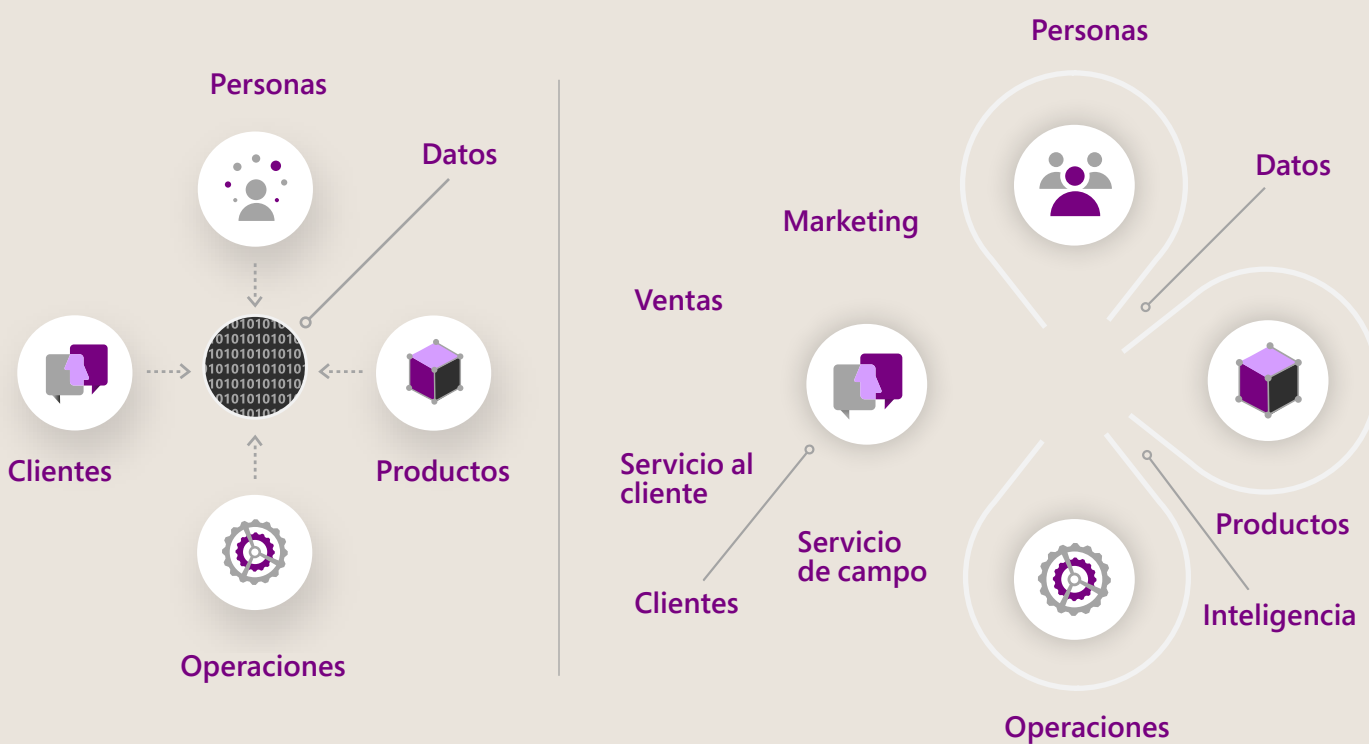 Personas
Datos
Clientes
Productos
Operaciones
Personas
Datos
Marketing
Ventas
Servicio al
cliente
Servicio
de campo
Clientes
Productos
Inteligencia
Operaciones